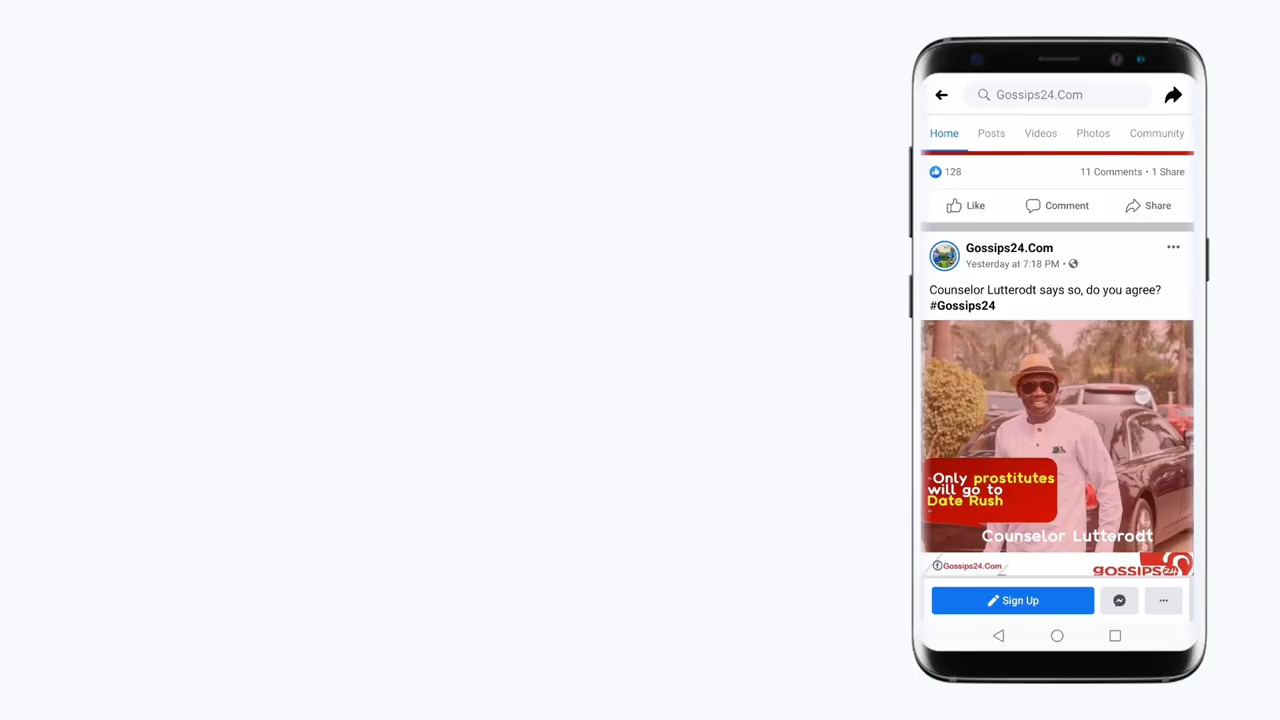 Gossips24.Com
Home Posts Videos Photos Community
128 11 Comments • 1 Share
Like Comment Share
Gossips24.Com
Yesterday at 7:18 PM •
Counselor Lutterodt says so, do you agree?
#Gossips24
"Only prostitutes
will go to
Date Rush
"
Counselor Lutterodt
Gossips24.Com
gossips24
Sign Up